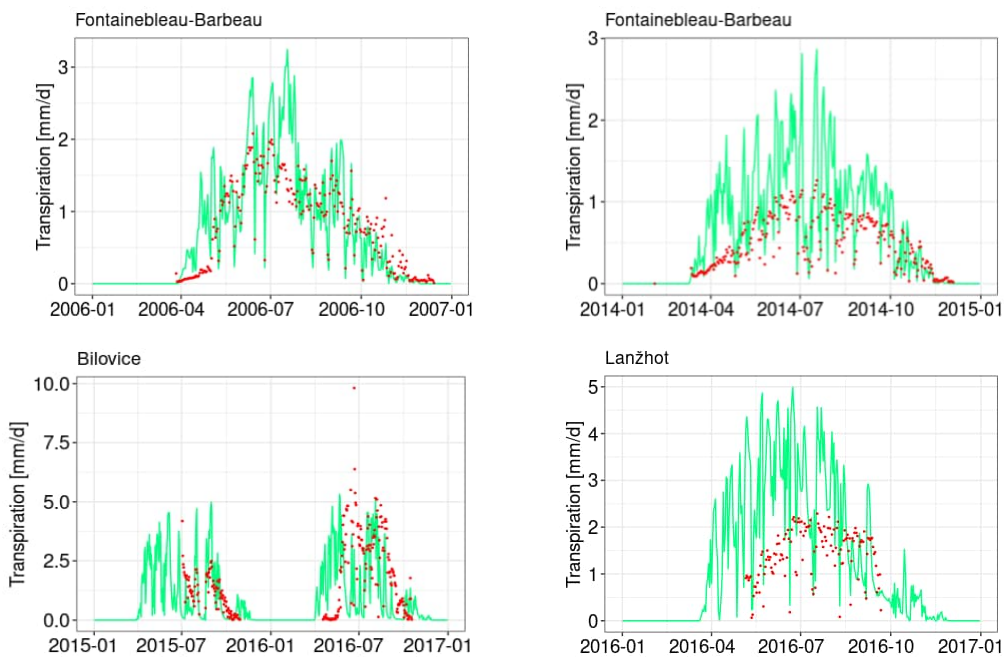 Fontainebleau-Barbeau
Transpiration [mm/d]
3
2
1
0
2006-01 2006-04 2006-07 2006-10 2007-01
Fontainebleau-Barbeau
Transpiration [mm/d]
3
2
1
0
2014-01 2014-04 2014-07 2014-10 2015-01
Bilovice
Transpiration [mm/d]
10.0
7.5
5.0
2.5
0.0
2015-01 2015-07 2016-01 2016-07 2017-01
Lanžhot
Transpiration [mm/d]
5
4
3
2
1
0
2016-01 2016-04 2016-07 2016-10 2017-01